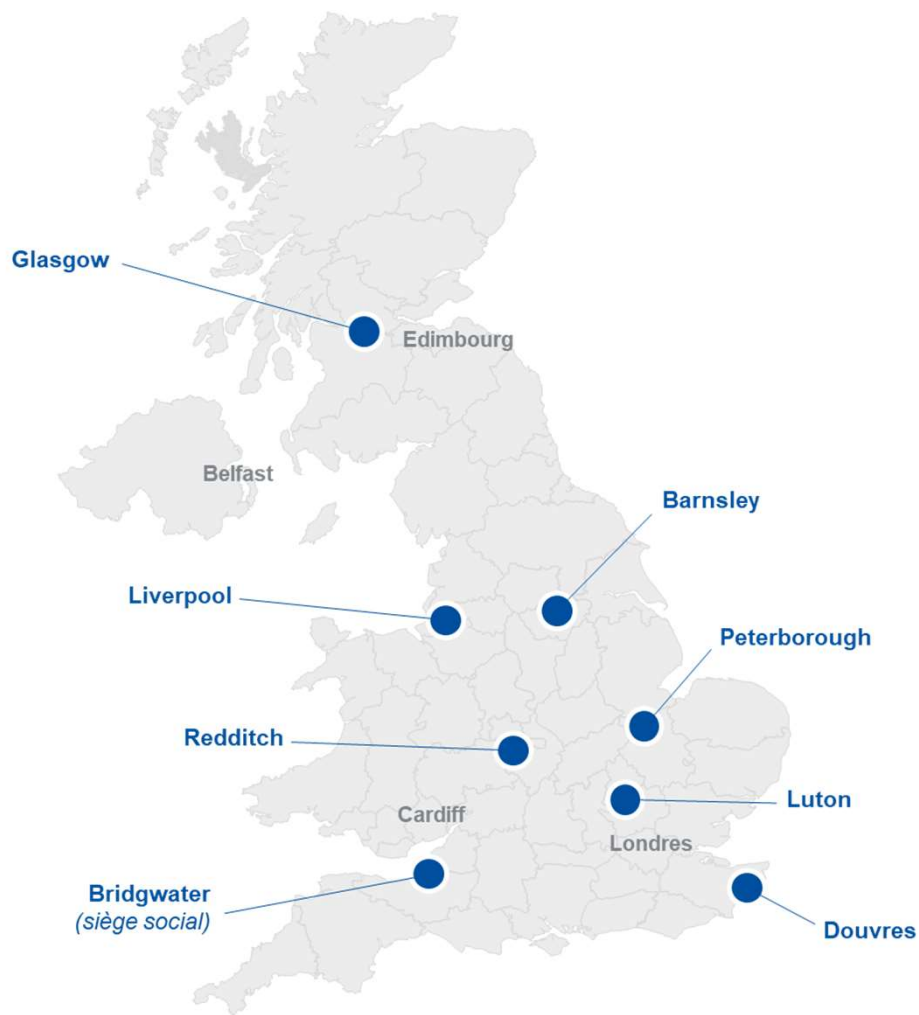 Glasgow
Edimbourg
Belfast
Barnsley
Liverpool
Peterborough
Redditch
Luton
Cardiff
Londres
Bridgwater
(siège social)
Douvres